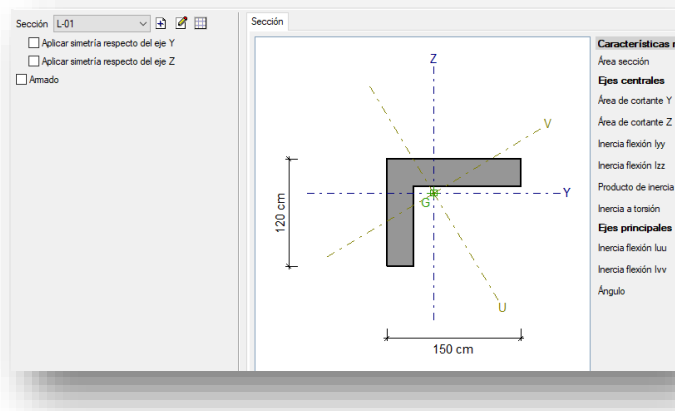 Sección L-01
Aplicar simetría respecto del eje Y
Aplicar simetría respecto del eje Z
Armado
Sección
Z
V
Y
G
U
120 cm
150 cm
Características
Área sección
Ejes centrales
Área de cortante Y
Área de cortante Z
Inercia flexión Iyy
Inercia flexión Izz
Producto de inercia
Inercia a torsión
Ejes principales
Inercia flexión Iuu
Inercia flexión Ivv
Ángulo